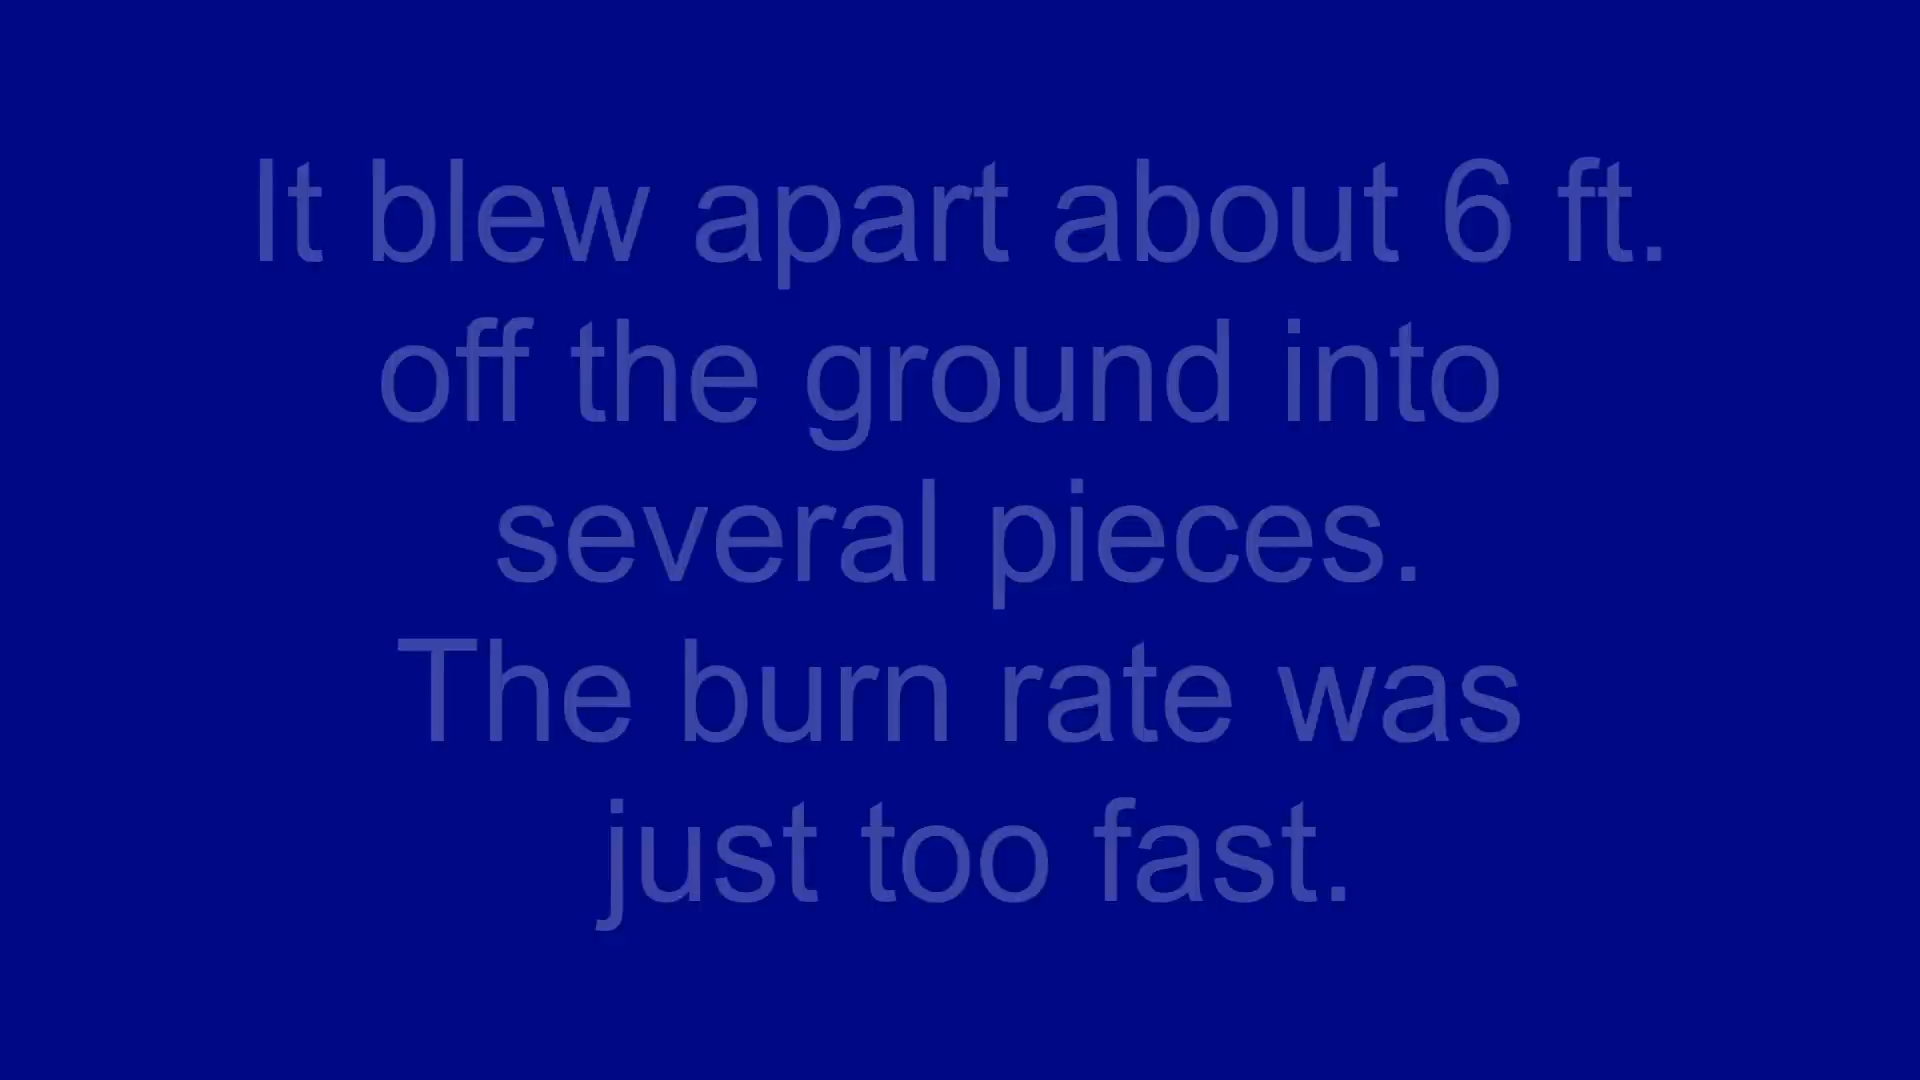 It blew apart about 6 ft.
off the ground into
several pieces.
The burn rate was
just too fast.